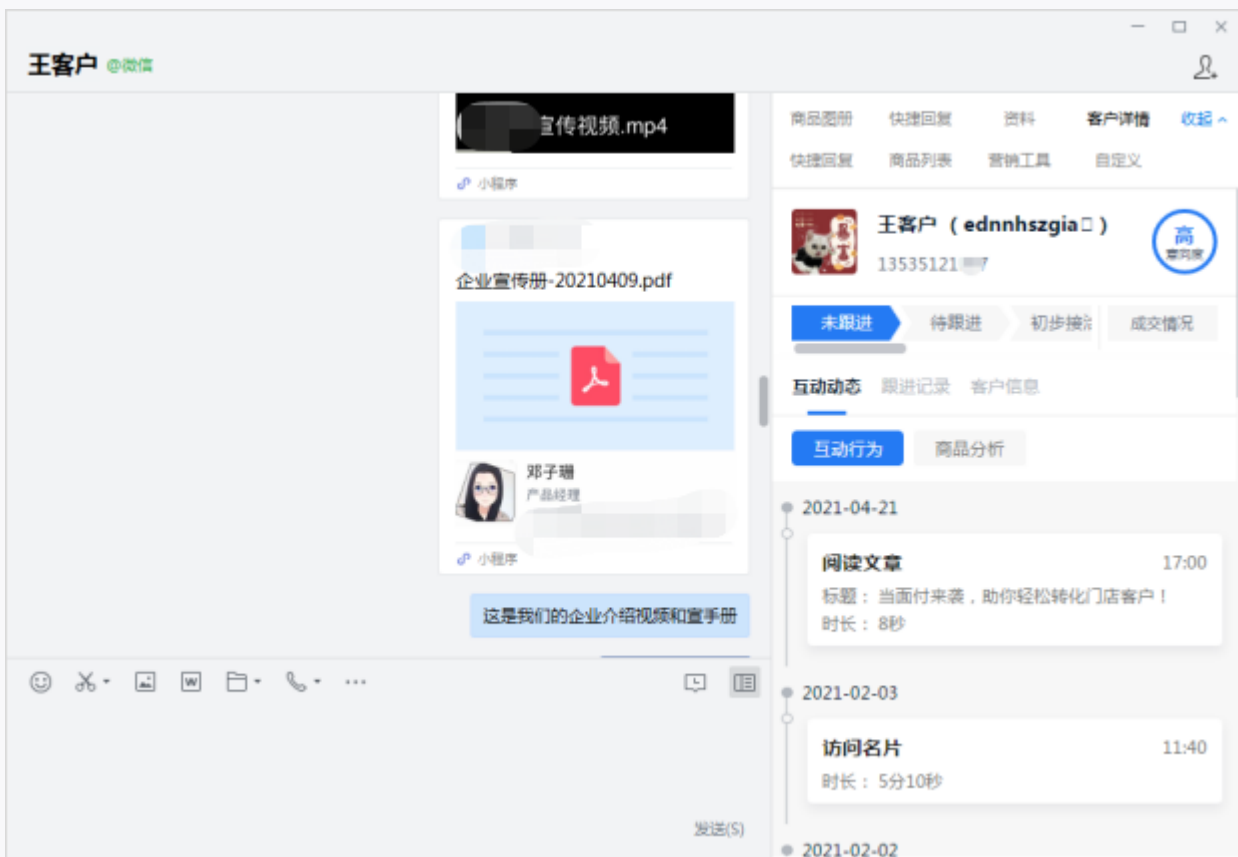 王客户 @微信
宣传视频.mp4
小程序
企业宣传册-20210409.pdf
邓子珊
产品经理
小程序
这是我们的企业介绍视频和宣手册
发送(S)
商品图册 快捷回复 资料 客户详情 收起
快捷回复 商品列表 营销工具 自定义
王客户 ( ednnhszgia )
13535121 7
高
意向度
未跟进 待跟进 初步接洽 成交情况
互动动态 跟进记录 客户信息
互动行为 商品分析
2021-04-21
阅读文章 17:00
标题： 当面付来袭，助你轻松转化门店客户！
时长： 8秒
2021-02-03
访问名片 11:40
时长： 5分10秒
2021-02-02